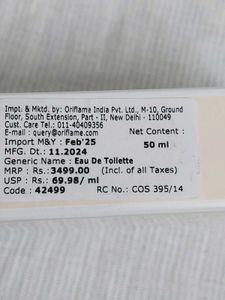 Impt. & Mktd. by: Oriflame India Pvt. Ltd., M-10, Ground
Floor, South Extension, Part - II, New Delhi - 110049
Cust. Care Tel.: 011-40409356
E-mail : query@oriflame.com Net Content :
Import M&Y : Feb'25 50 ml
MFG. Dt.: 11.2024
Generic Name : Eau De Toilette
MRP : Rs.: 3499.00 (Incl. of all Taxes)
USP : Rs.: 69.98/ ml
Code : 42499 RC No.: COS 395/14